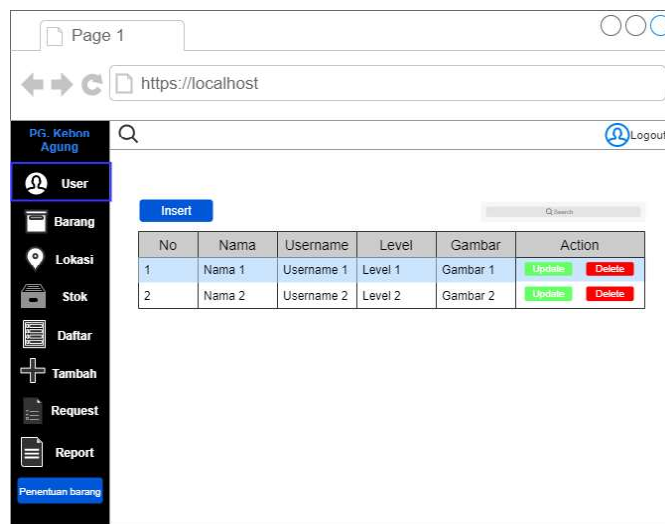 Page 1
https://localhost
PG. Kebon
Agung
Logout
User
Barang
Lokasi
Stok
Daftar
Tambah
Request
Report
Penentuan barang
Insert
Search
No Nama Username Level Gambar Action
1 Nama 1 Username 1 Level 1 Gambar 1 Update Delete
2 Nama 2 Username 2 Level 2 Gambar 2 Update Delete